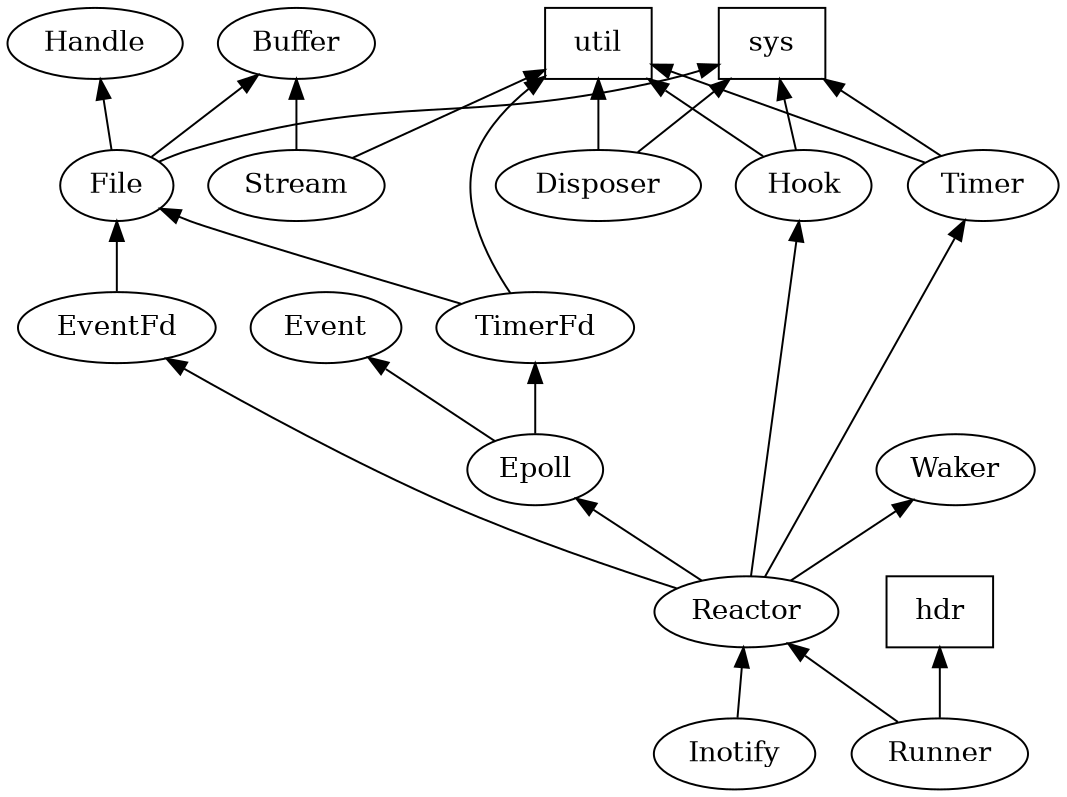 Handle
Buffer
util
sys
File
Stream
Disposer
Hook
Timer
EventFd
Event
TimerFd
Epoll
Waker
Reactor
hdr
Inotify
Runner